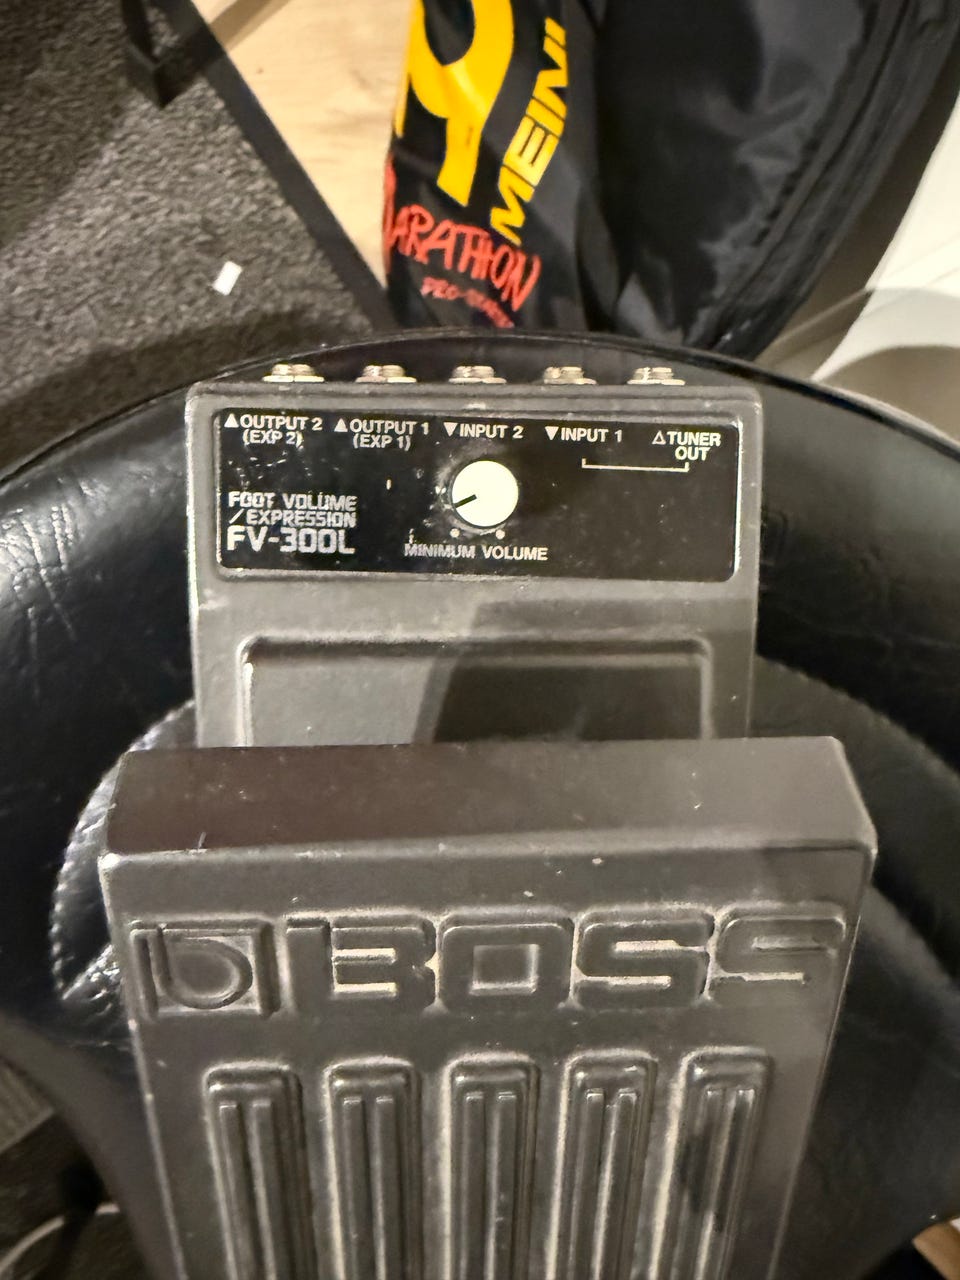 MEINL
MARATHON
▲OUTPUT 2
(EXP 2)
▲OUTPUT 1
(EXP 1)
▼INPUT 2
▼INPUT 1
△TUNER
OUT
FOOT VOLUME
/EXPRESSION
FV-300L
MINIMUM VOLUME
BOSS